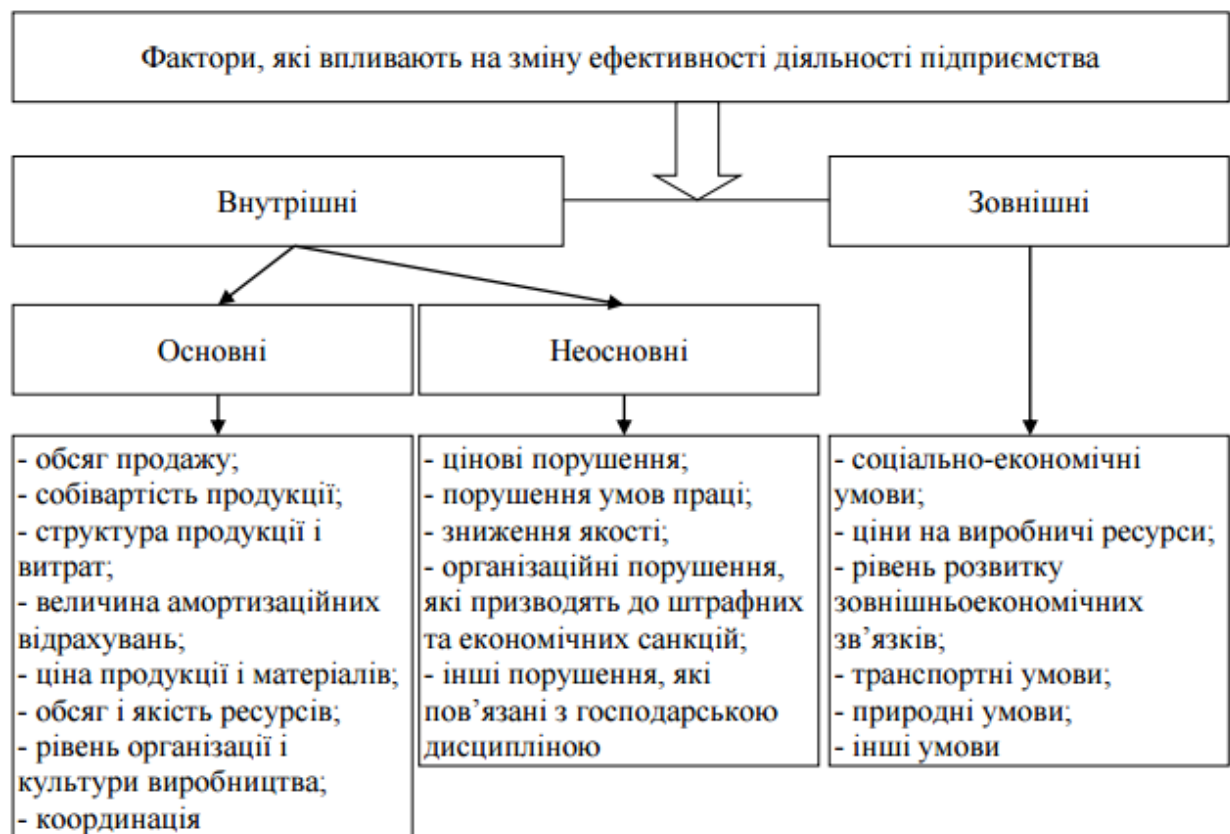 Фактори, які впливають на зміну ефективності діяльності підприємства
Внутрішні
Зовнішні
Основні
Неосновні
- обсяг продажу;
- собівартість продукції;
- структура продукції і
витрат;
- величина амортизаційних
відрахувань;
- ціна продукції і матеріалів;
- обсяг і якість ресурсів;
- рівень організації і
культури виробництва;
- координація
- цінові порушення;
- порушення умов праці;
- зниження якості;
- організаційні порушення,
які призводять до штрафних
та економічних санкцій;
- інші порушення, які
пов’язані з господарською
дисципліною
- соціально-економічні
умови;
- ціни на виробничі ресурси;
- рівень розвитку
зовнішньоекономічних
зв’язків;
- транспортні умови;
- природні умови;
- інші умови